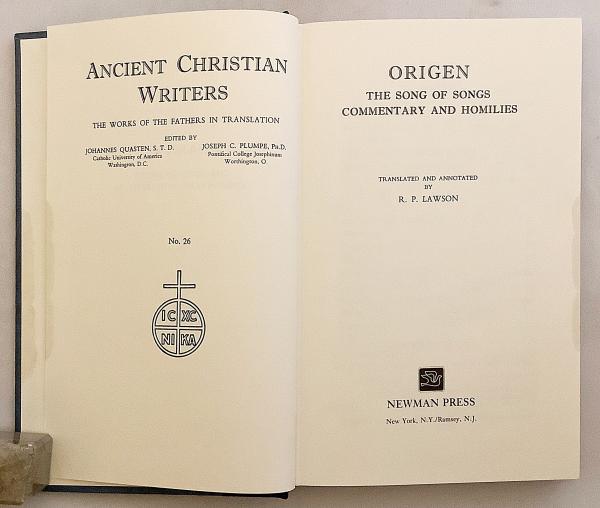 ANCIENT CHRISTIAN
WRITERS
THE WORKS OF THE FATHERS IN TRANSLATION
EDITED BY
JOHANNES QUASTEN, S. T. D.
Catholic University of America
Washington, D.C.
JOSEPH C. PLUMPE, Ph.D.
Pontifical College Josephinum
Worthington, O.
No. 26
IC XC
NI KA
ORIGEN
THE SONG OF SONGS
COMMENTARY AND HOMILIES
TRANSLATED AND ANNOTATED
BY
R. P. LAWSON
NEWMAN PRESS
New York, N.Y./Ramsey, N.J.